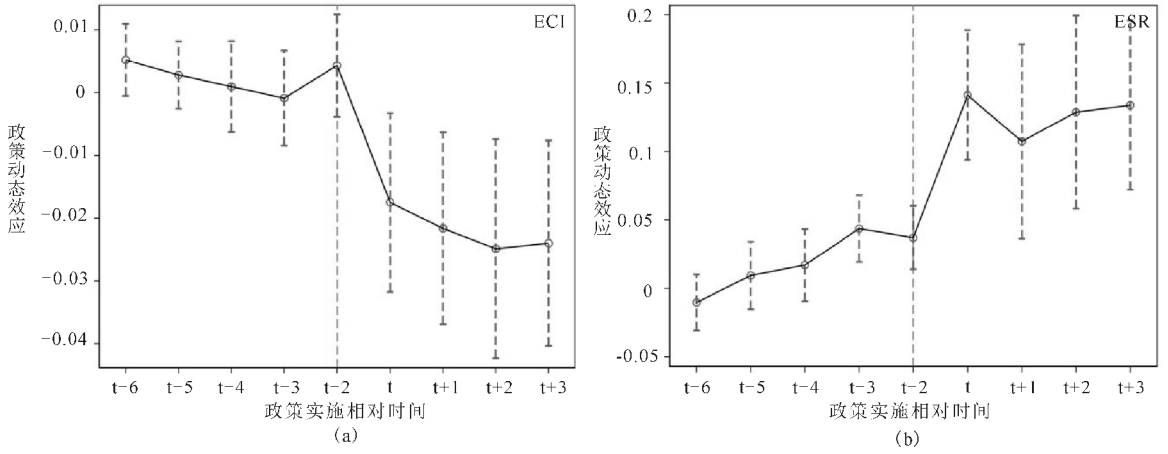 ECI
0.01
0
-0.01
-0.02
-0.03
-0.04
政策动态效应
t-6 t-5 t-4 t-3 t-2 t t+1 t+2 t+3
政策实施相对时间
(a)
ESR
0.2
0.15
0.1
0.05
0
-0.05
政策动态效应
t-6 t-5 t-4 t-3 t-2 t t+1 t+2 t+3
政策实施相对时间
(b)